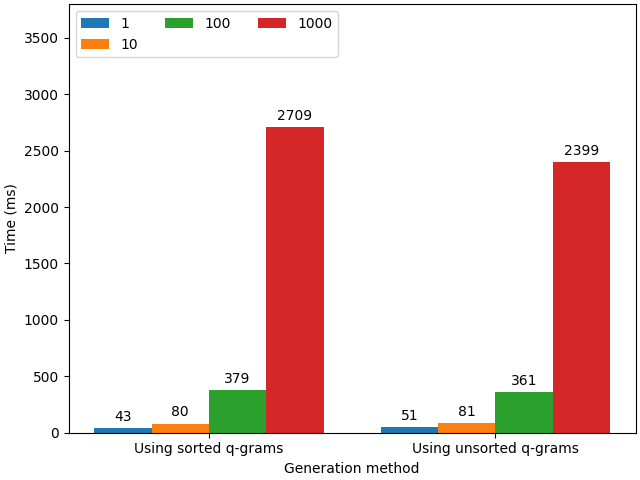 1 100 1000
10
3500
3000
2500
2000
1500
1000
500
0
Time (ms)
43 80 379 2709
51 81 361 2399
Using sorted q-grams Using unsorted q-grams
Generation method